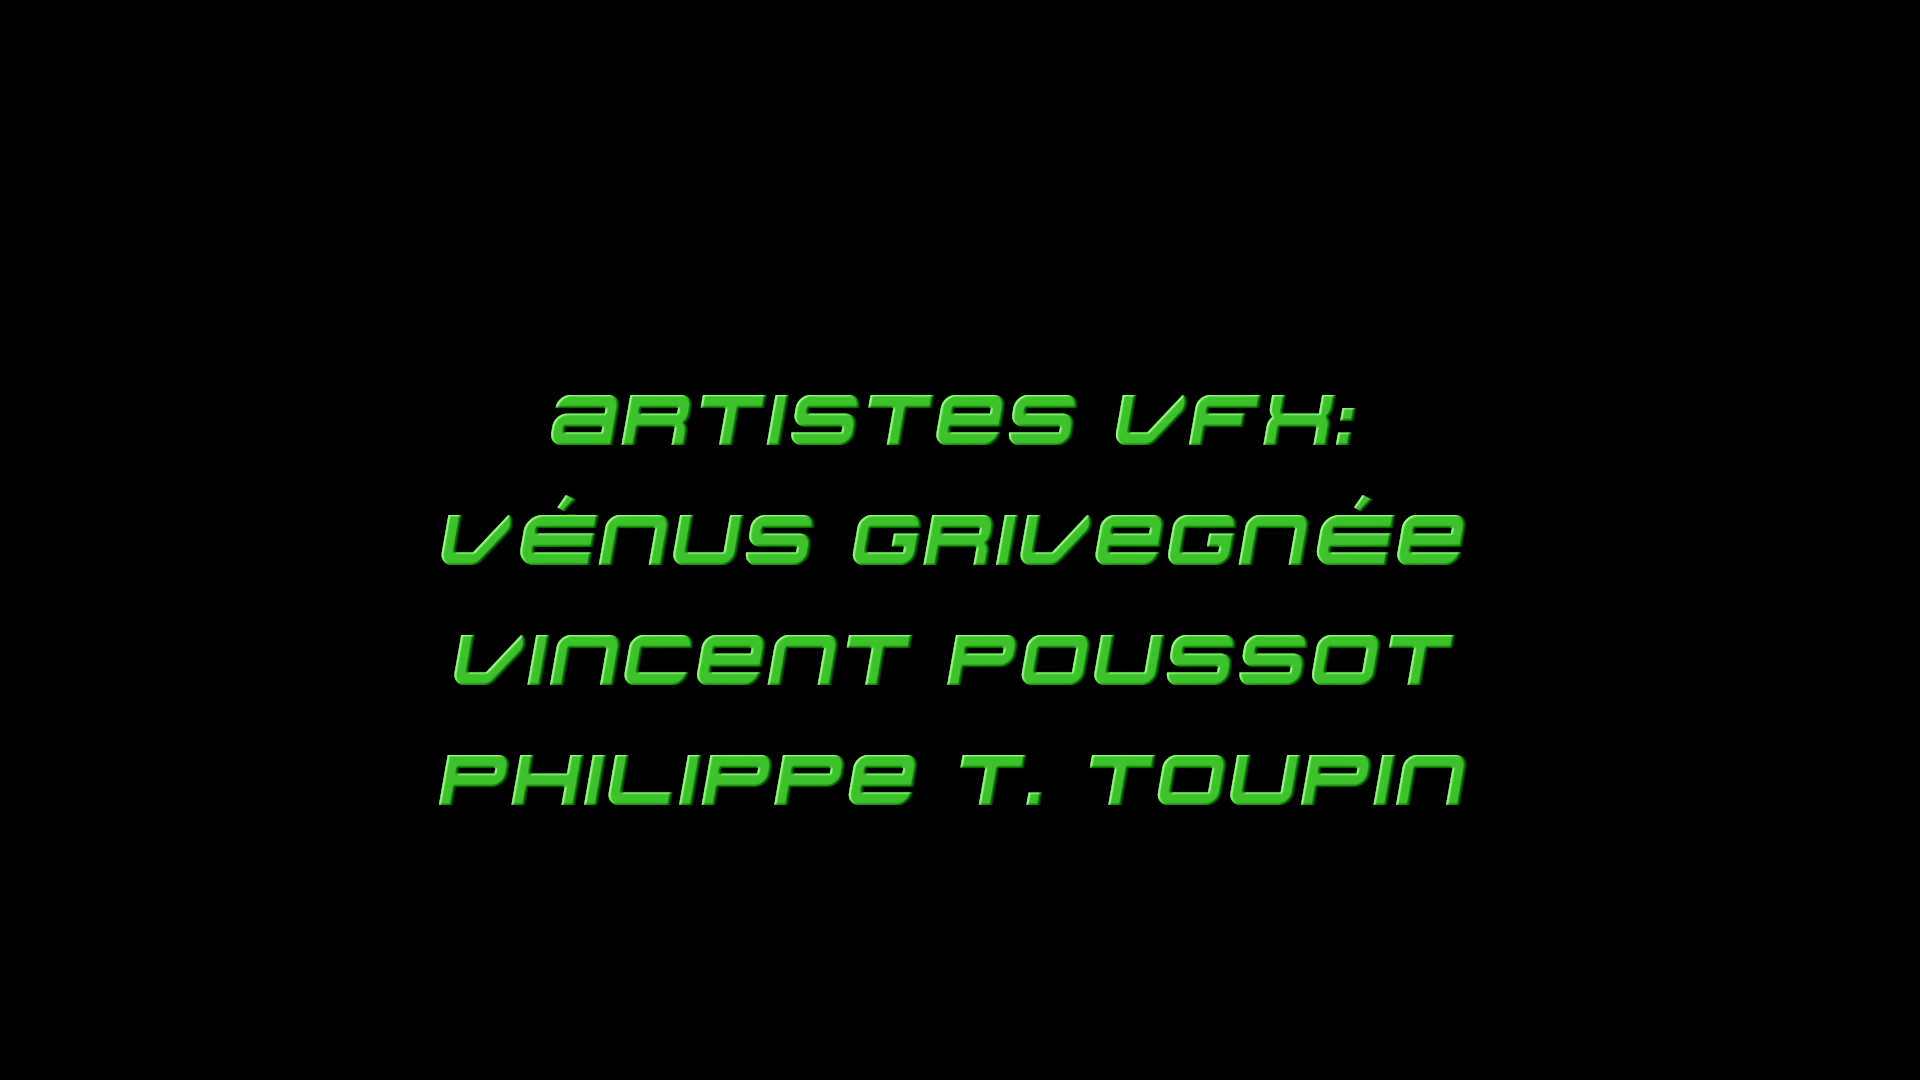 ARTISTES VFX:
VÉNUS GRIVEGNÉE
VINCENT POUSSOT
PHILIPPE T. TOUPIN